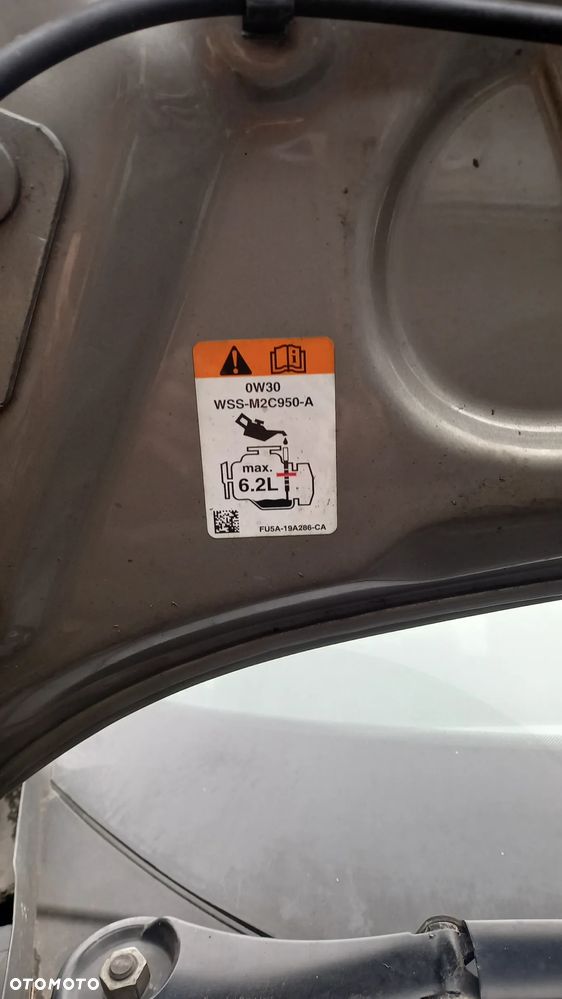 0W30
WSS-M2C950-A
max.
6.2L
FU5A-19A286-CA
OTOMOTO